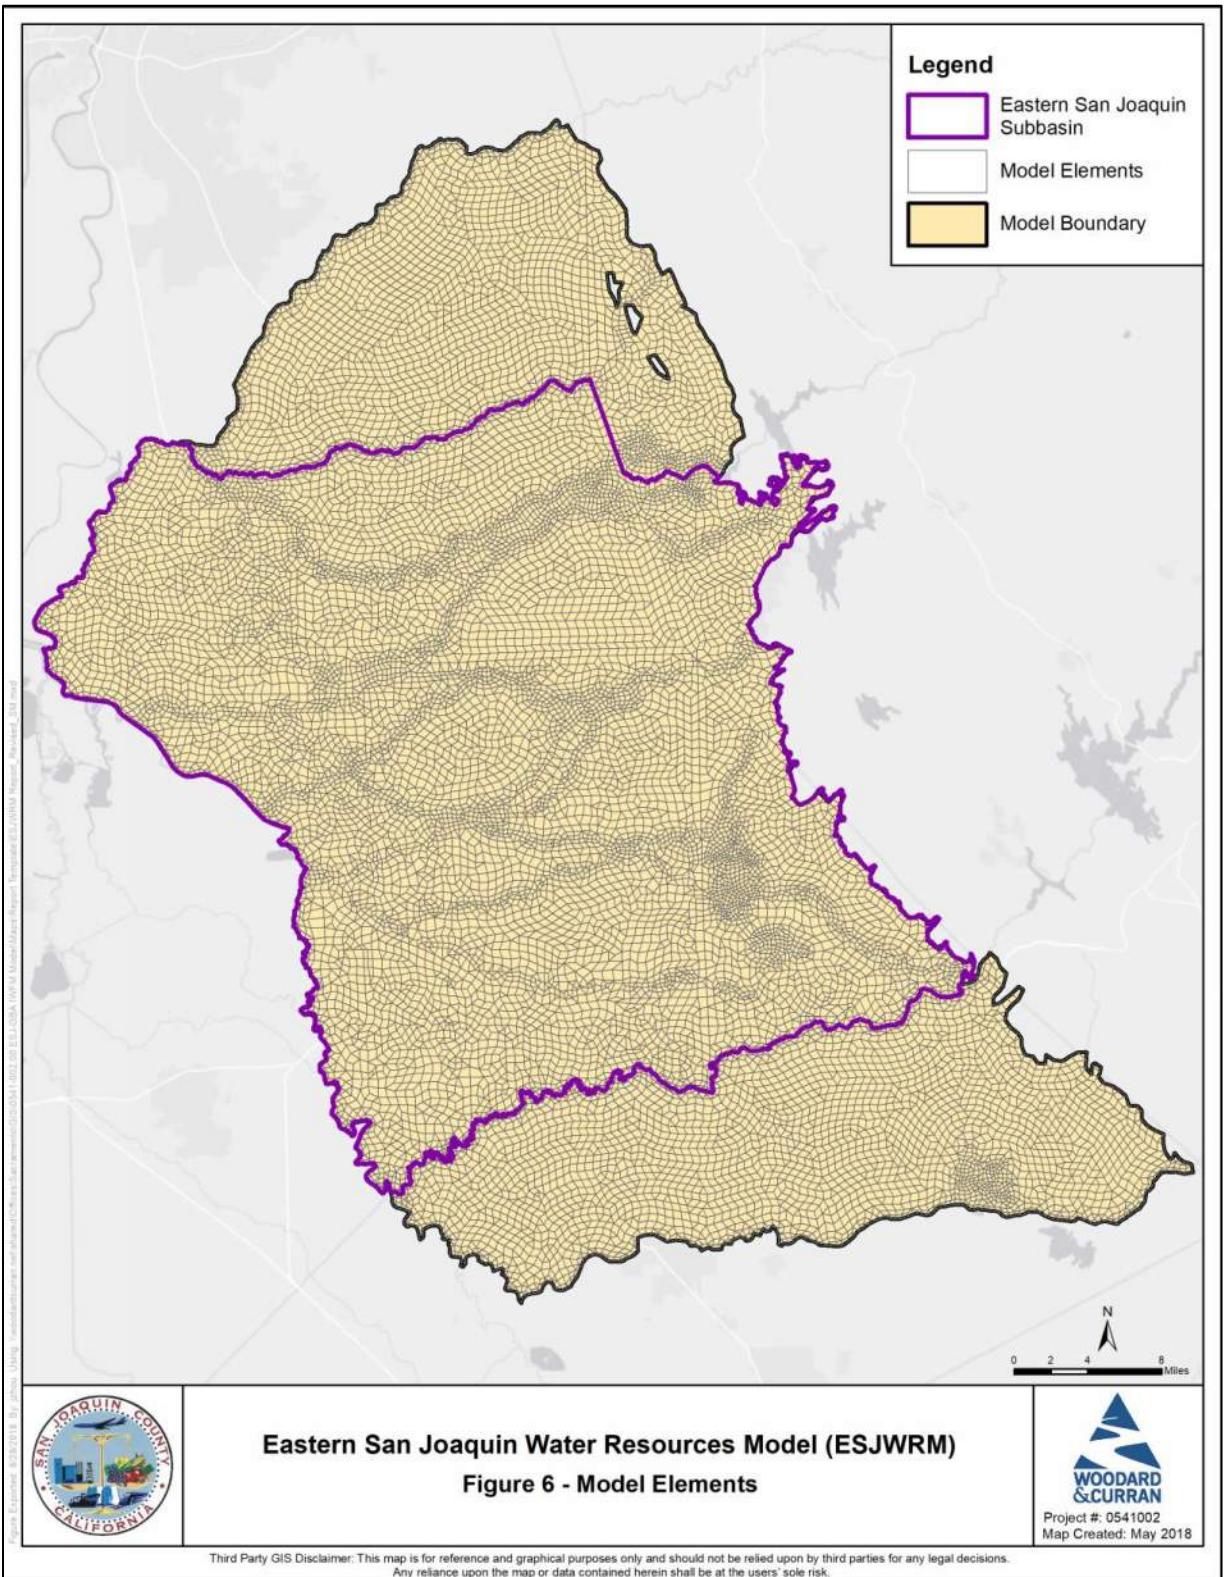 Legend
Eastern San Joaquin
Subbasin
Model Elements
Model Boundary
N
0 2 4 8
Miles
SAN JOAQUIN COUNTY
CALIFORNIA
Eastern San Joaquin Water Resources Model (ESJWRM)
Figure 6 - Model Elements
WOODARD
&CURRAN
Project #: 0541002
Map Created: May 2018
Third Party GIS Disclaimer: This map is for reference and graphical purposes only and should not be relied upon by third parties for any legal decisions.
Any reliance upon the map or data contained herein shall be at the users' sole risk.